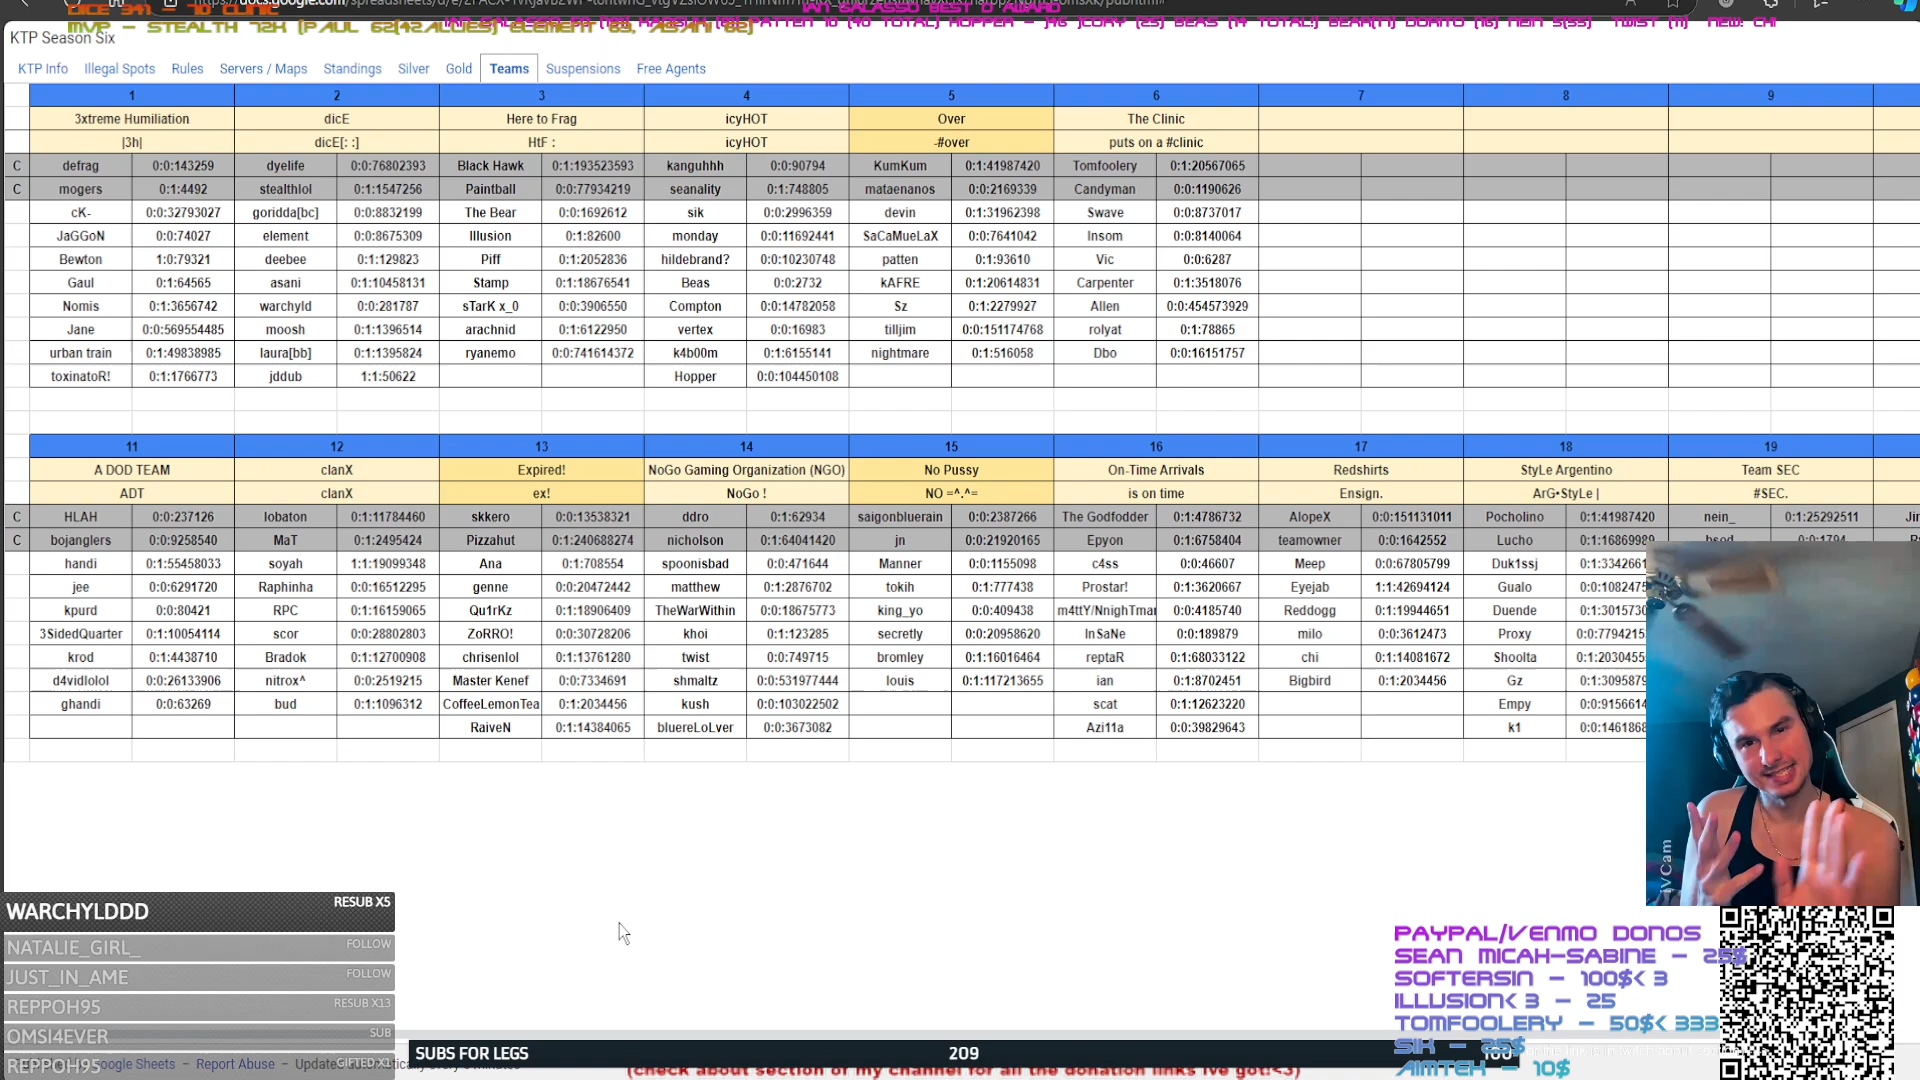 KTP Season Six
KTP Info Illegal Spots Rules Servers / Maps Standings Silver Gold Teams Suspensions Free Agents
1 2 3 4 5 6 7 8 9
3xtreme Humiliation dicE Here to Frag icyHOT Over The Clinic
|3h| dicE[: :] HtF : icyHOT -#over puts on a #clinic
C defrag 0:0:143259 dyelife 0:0:76802393 Black Hawk 0:1:193523593 kanguhhh 0:0:90794 KumKum 0:1:41987420 Tomfoolery 0:1:20567065
C mogers 0:1:4492 stealthlol 0:1:1547256 Paintball 0:0:77934219 seanality 0:1:748805 mataenanos 0:0:2169339 Candyman 0:0:1190626
cK- 0:0:32793027 goridda[bc] 0:0:8832199 The Bear 0:0:1692612 sik 0:0:2996359 devin 0:1:31962398 Swave 0:0:8737017
JaGGoN 0:0:74027 element 0:0:8675309 Illusion 0:1:82600 monday 0:0:11692441 SaCaMueLaX 0:0:7641042 Insom 0:0:8140064
Bewton 1:0:79321 deebee 0:1:129823 Piff 0:1:2052836 hildebrand? 0:0:10230748 patten 0:1:93610 Vic 0:0:6287
Gaul 0:1:64565 asani 0:1:10458131 Stamp 0:1:18676541 Beas 0:0:2732 kAFRE 0:1:20614831 Carpenter 0:1:3518076
Nomis 0:1:3656742 warchyld 0:0:281787 sTarK x_0 0:0:3906550 Compton 0:0:14782058 Sz 0:1:2279927 Allen 0:0:454573929
Jane 0:0:569554485 moosh 0:1:1396514 arachnid 0:1:6122950 vertex 0:0:16983 tilljim 0:0:151174768 rolyat 0:1:78865
urban train 0:1:49838985 laura[bb] 0:1:1395824 ryanemo 0:0:741614372 k4b00m 0:1:6155141 nightmare 0:1:516058 Dbo 0:0:16151757
toxinatoR! 0:1:1766773 jddub 1:1:50622 Hopper 0:0:104450108
11 12 13 14 15 16 17 18 19
A DOD TEAM clanX Expired! NoGo Gaming Organization (NGO) No Pussy On-Time Arrivals Redshirts StyLe Argentino Team SEC
ADT clanX ex! NoGo ! NO =^.^= is on time Ensign. ArG•StyLe | #SEC.
C HLAH 0:0:237126 lobaton 0:1:11784460 skkero 0:0:13538321 ddro 0:1:62934 saigonbluerain 0:0:2387266 The Godfodder 0:1:4786732 AlopeX 0:0:151131011 Pocholino 0:1:41987420 nein_ 0:1:25292511
C bojanglers 0:0:9258540 MaT 0:1:2495424 Pizzahut 0:1:240688274 nicholson 0:1:64041420 jn 0:0:21920165 Epyon 0:1:6758404 teamowner 0:0:1642552 Lucho 0:1:16869989
handi 0:1:55458033 soyah 1:1:19099348 Ana 0:1:708554 spoonisbad 0:0:471644 Manner 0:0:1155098 c4ss 0:0:46607 Meep 0:0:67805799 Duk1ssj 0:1:3342661
jee 0:0:6291720 Raphinha 0:0:16512295 genne 0:0:20472442 matthew 0:1:2876702 tokih 0:1:777438 Prostar! 0:1:3620667 Eyejab 1:1:42694124 Gualo 0:0:1082475
kpurd 0:0:80421 RPC 0:1:16159065 Qu1rKz 0:1:18906409 TheWarWithin 0:0:18675773 king_yo 0:0:409438 m4ttY/NnighTmar 0:0:4185740 Reddogg 0:1:19944651 Duende 0:1:3015730
3SidedQuarter 0:1:10054114 scor 0:0:28802803 ZoRRO! 0:0:30728206 khoi 0:1:123285 secretly 0:0:20958620 InSaNe 0:0:189879 milo 0:0:3612473 Proxy 0:0:7794215
krod 0:1:4438710 Bradok 0:1:12700908 chrisenlol 0:1:13761280 twist 0:0:749715 bromley 0:1:16016464 reptaR 0:1:68033122 chi 0:1:14081672 Shoolta 0:1:2030455
d4vidlolol 0:0:26133906 nitrox^ 0:0:2519215 Master Kenef 0:0:7334691 shmaltz 0:0:531977444 louis 0:1:117213655 ian 0:1:8702451 Bigbird 0:1:2034456 Gz 0:1:3095879
ghandi 0:0:63269 bud 0:1:1096312 CoffeeLemonTea 0:1:2034456 kush 0:0:103022502 scat 0:1:12623220 Empy 0:0:9156614
RaiveN 0:1:14384065 bluereLoLver 0:0:3673082 Azi11a 0:0:39829643 k1 0:0:1461868
iVCam
WARCHYLDDD RESUB X5
NATALIE_GIRL_ FOLLOW
JUST_IN_AME FOLLOW
REPPOH95 RESUB X13
OMSI4EVER SUB
REPPOH95 GIFTED X1
Google Sheets – Report Abuse
SUBS FOR LEGS 209
(check about section of my channel for all the donation links ive got!<3)
PAYPAL/VENMO DONOS
SEAN MICAH-SABINE – 25$
SOFTERSIN – 100$< 3
ILLUSION< 3 – 25
TOMFOOLERY – 50$< 333
SIK – 25$
AIMTEK – 10$